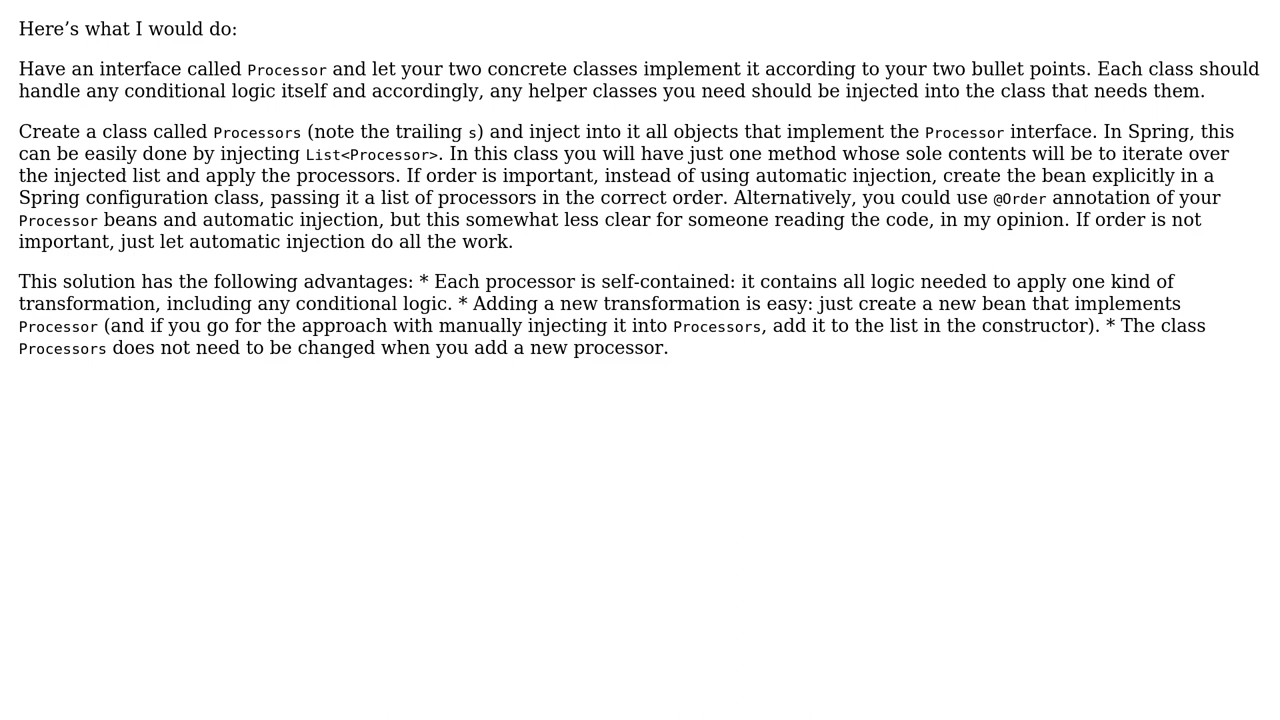 Here’s what I would do:
Have an interface called Processor and let your two concrete classes implement it according to your two bullet points. Each class should
handle any conditional logic itself and accordingly, any helper classes you need should be injected into the class that needs them.
Create a class called Processors (note the trailing s) and inject into it all objects that implement the Processor interface. In Spring, this
can be easily done by injecting List<Processor>. In this class you will have just one method whose sole contents will be to iterate over
the injected list and apply the processors. If order is important, instead of using automatic injection, create the bean explicitly in a
Spring configuration class, passing it a list of processors in the correct order. Alternatively, you could use @Order annotation of your
Processor beans and automatic injection, but this somewhat less clear for someone reading the code, in my opinion. If order is not
important, just let automatic injection do all the work.
This solution has the following advantages: * Each processor is self-contained: it contains all logic needed to apply one kind of
transformation, including any conditional logic. * Adding a new transformation is easy: just create a new bean that implements
Processor (and if you go for the approach with manually injecting it into Processors, add it to the list in the constructor). * The class
Processors does not need to be changed when you add a new processor.